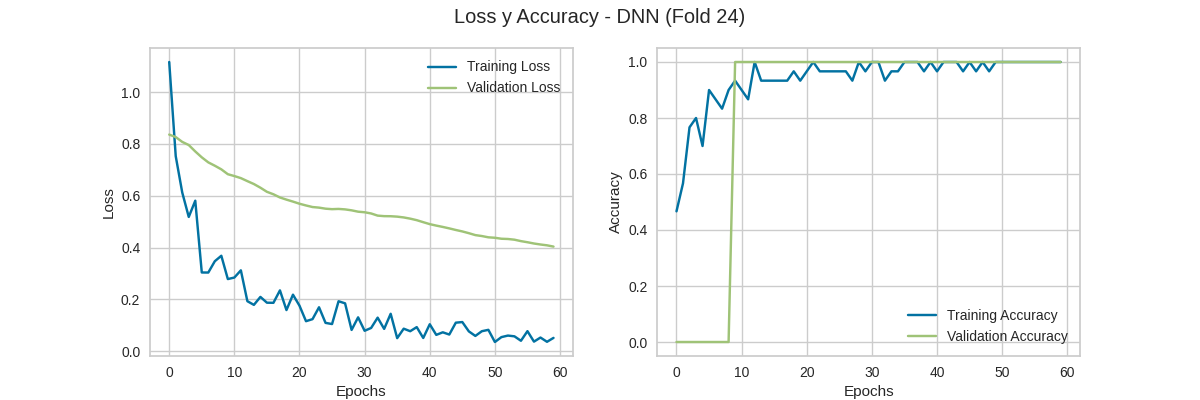 Loss y Accuracy - DNN (Fold 24)
Training Loss
Validation Loss
1.0
0.8
0.6
0.4
0.2
0.0
Loss
0 10 20 30 40 50 60
Epochs
1.0
0.8
0.6
0.4
0.2
0.0
Accuracy
Training Accuracy
Validation Accuracy
0 10 20 30 40 50 60
Epochs